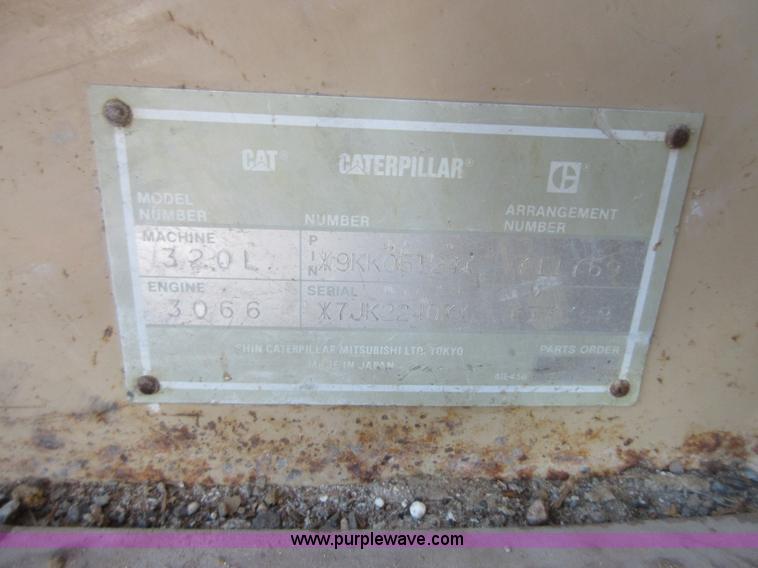 CAT® CATERPILLAR® C®
MODEL NUMBER NUMBER ARRANGEMENT NUMBER
MACHINE 320L PIN
ENGINE 3066 SERIAL
SHIN CATERPILLAR MITSUBISHI LTD. TOKYO PARTS ORDER
MADE IN JAPAN
www.purplewave.com